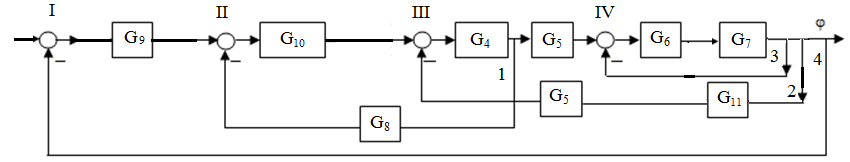 I II III IV φ
G9 G10 G4 G5 G6 G7
1 3 4
G5 G11 2
G8